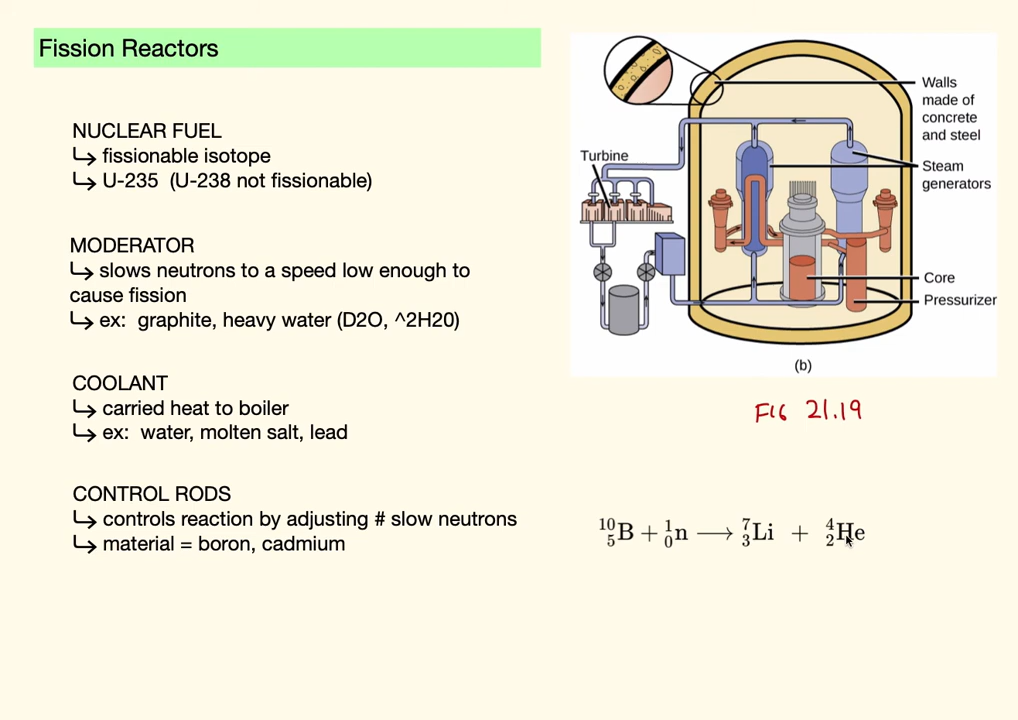 Fission Reactors
NUCLEAR FUEL
↳ fissionable isotope
↳ U-235 (U-238 not fissionable)
MODERATOR
↳ slows neutrons to a speed low enough to
cause fission
↳ ex: graphite, heavy water (D2O, ^2H20)
COOLANT
↳ carried heat to boiler
↳ ex: water, molten salt, lead
CONTROL RODS
↳ controls reaction by adjusting # slow neutrons
↳ material = boron, cadmium
Walls
made of
concrete
and steel
Turbine
Steam
generators
Core
Pressurizer
(b)
FIG 21.19
¹⁰₅B + ¹₀n ⟶ ⁷₃Li + ⁴₂He